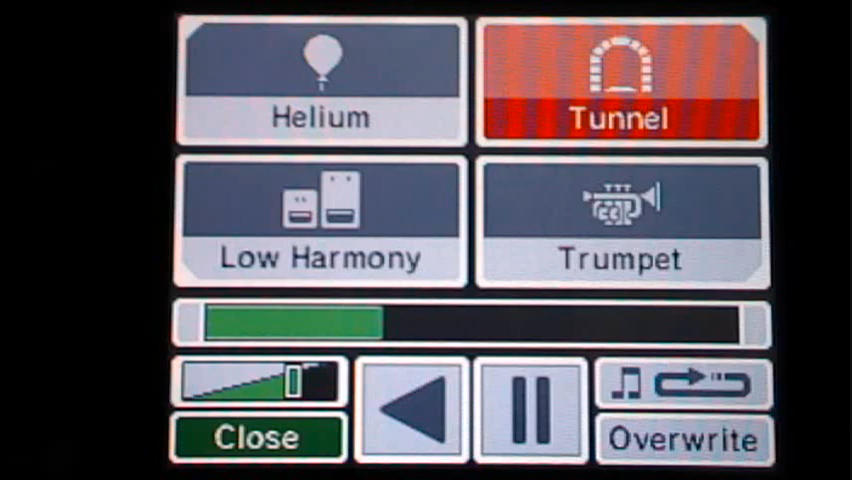 Helium
Tunnel
Low Harmony
Trumpet
Close
Overwrite